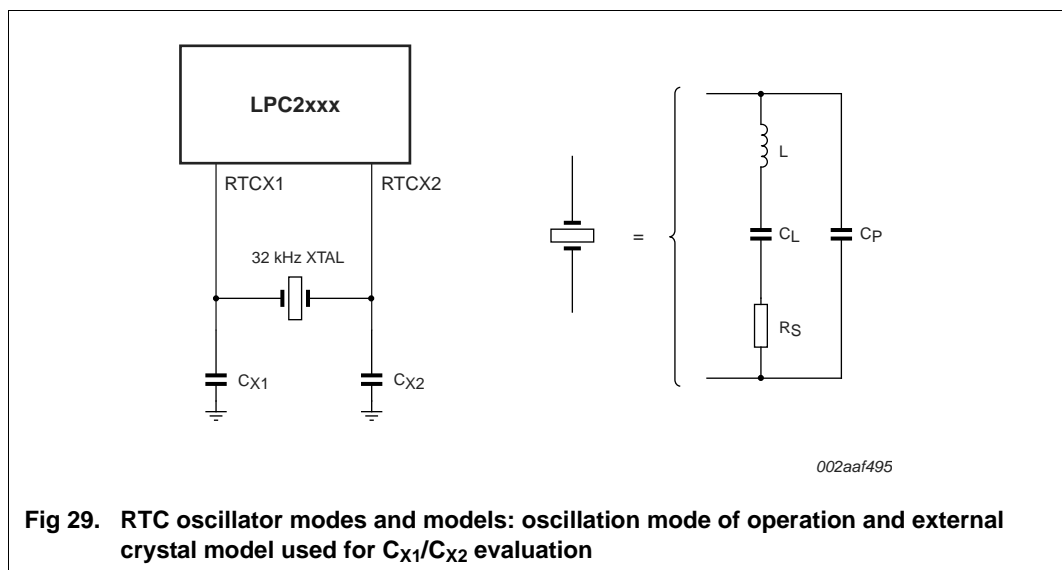 LPC2xxx
RTCX1
RTCX2
32 kHz XTAL
CX1
CX2
=
L
CL
CP
RS
002aaf495
Fig 29. RTC oscillator modes and models: oscillation mode of operation and external
crystal model used for CX1/CX2 evaluation